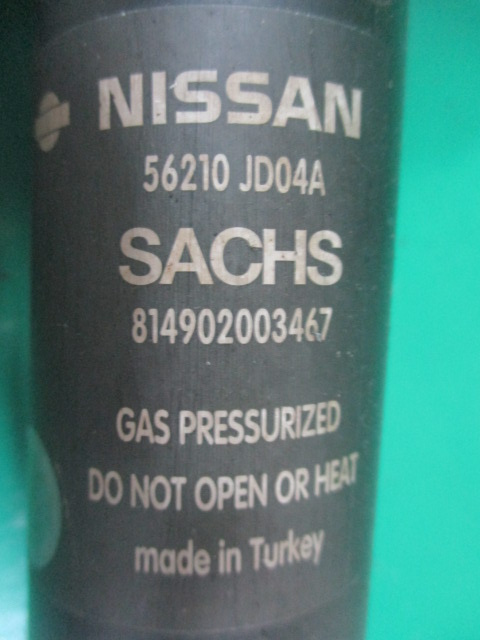 NISSAN
56210 JD04A
SACHS
814902003467
GAS PRESSURIZED
DO NOT OPEN OR HEAT
made in Turkey